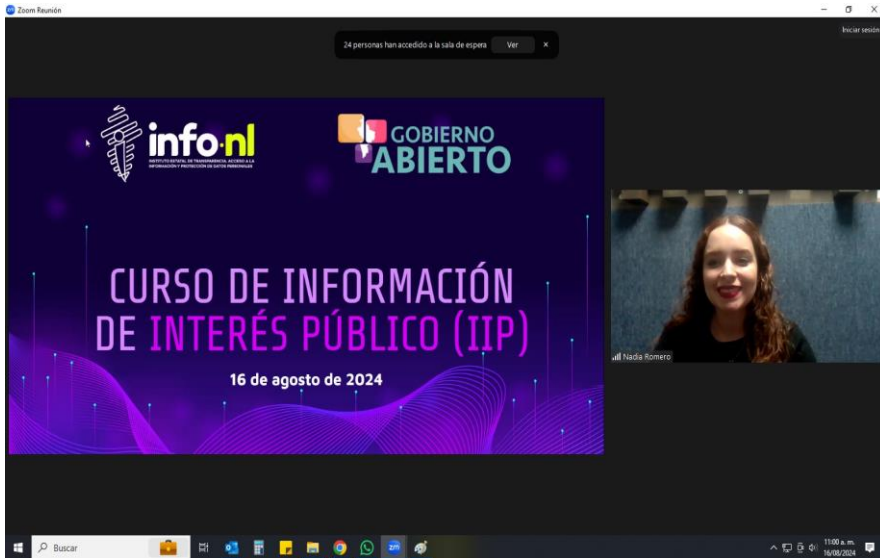 Zoom Reunión
Iniciar sesión
24 personas han accedido a la sala de espera Ver
info·nl
INSTITUTO ESTATAL DE TRANSPARENCIA, ACCESO A LA
INFORMACIÓN Y PROTECCIÓN DE DATOS PERSONALES
GOBIERNO
ABIERTO
CURSO DE INFORMACIÓN
DE INTERÉS PÚBLICO (IIP)
16 de agosto de 2024
Nadia Romero
Buscar
zm
11:00 a. m.
16/08/2024